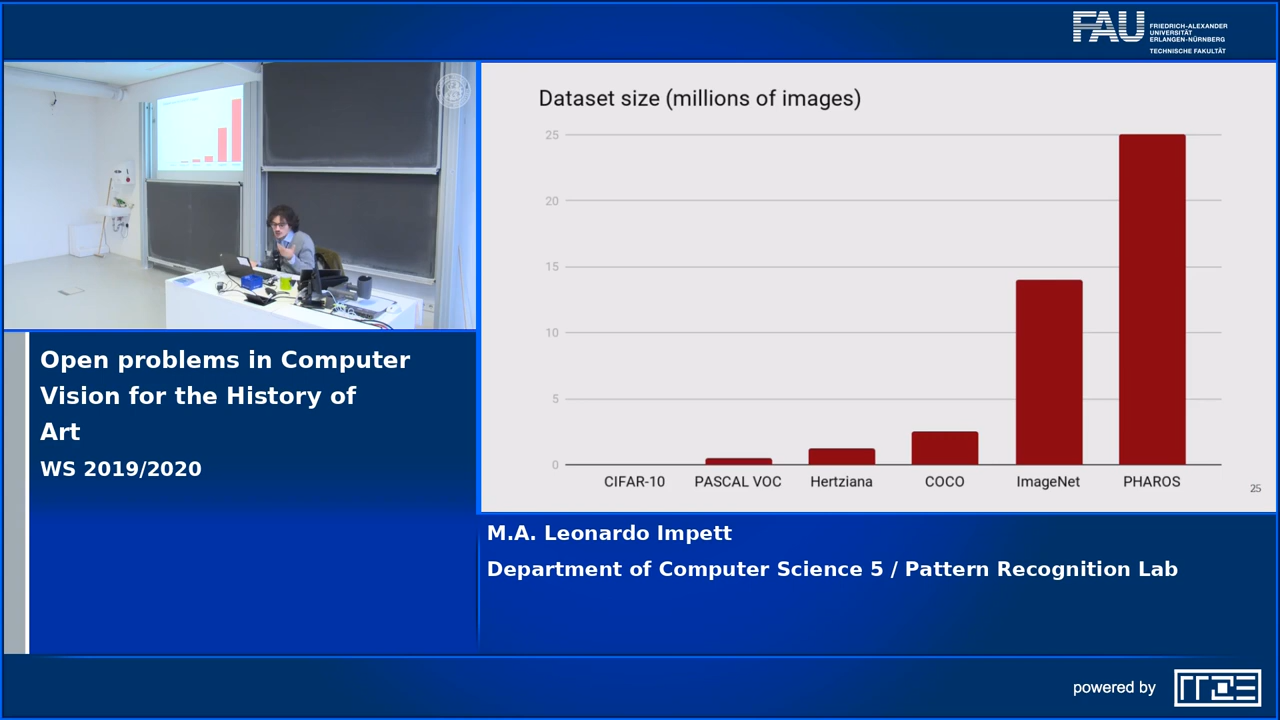 FAU
FRIEDRICH-ALEXANDER
UNIVERSITÄT
ERLANGEN-NÜRNBERG
TECHNISCHE FAKULTÄT
Dataset size (millions of images)
25
20
15
10
5
0
CIFAR-10 PASCAL VOC Hertziana COCO ImageNet PHAROS
25
Open problems in Computer
Vision for the History of
Art
WS 2019/2020
M.A. Leonardo Impett
Department of Computer Science 5 / Pattern Recognition Lab
powered by